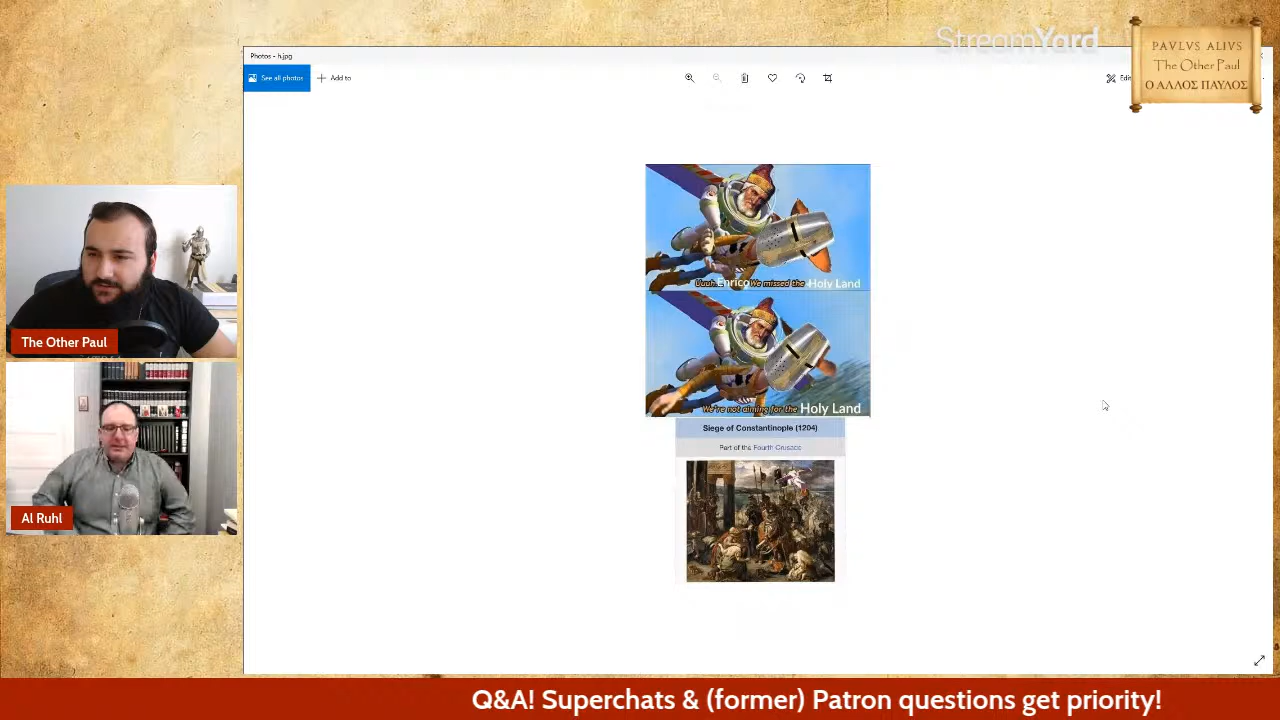 StreamYard
PAVLVS ALIVS
The Other Paul
Ο ΑΛΛΟΣ ΠΑΥΛΟΣ
Photos - h.jpg
See all photos
Add to
The Other Paul
Al Ruhl
Uuuh Enrico We missed the Holy Land
We're not aiming for the Holy Land
Siege of Constantinople (1204)
Part of the Fourth Crusade
Q&A! Superchats & (former) Patron questions get priority!